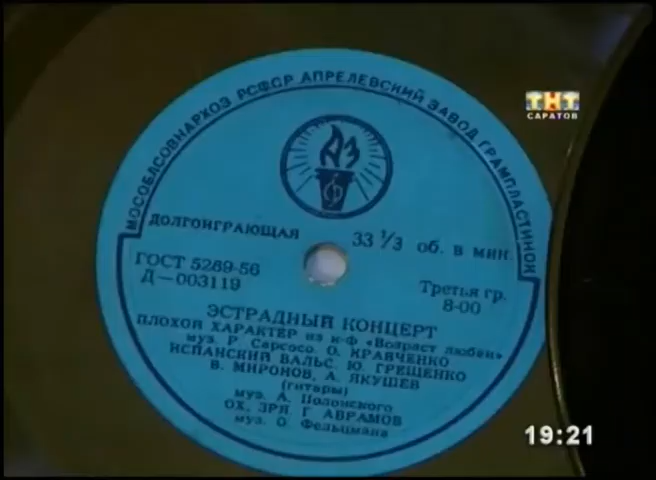 МОСОБЛСОВНАРХОЗ РСФСР АПРЕЛЕВСКИЙ ЗАВОД ГРАМПЛАСТИНОК
АЗ
ТНТ
САРАТОВ
ДОЛГОИГРАЮЩАЯ
33 1/3 об. в мин.
ГОСТ 5289-56
Д—003119
Третья гр.
8-00
ЭСТРАДНЫЙ КОНЦЕРТ
ПЛОХОЙ ХАРАКТЕР из к-ф «Возраст любви»
муз. Р. Сарсосо. О. КРАВЧЕНКО
ИСПАНСКИЙ ВАЛЬС. Ю. ГРЕЩЕНКО
В. МИРОНОВ, А. ЯКУШЕВ
(гитары)
муз. А. Полонского
ОХ, ЗРЯ. Г. АВРАМОВ
муз. О. Фельцмана
19:21